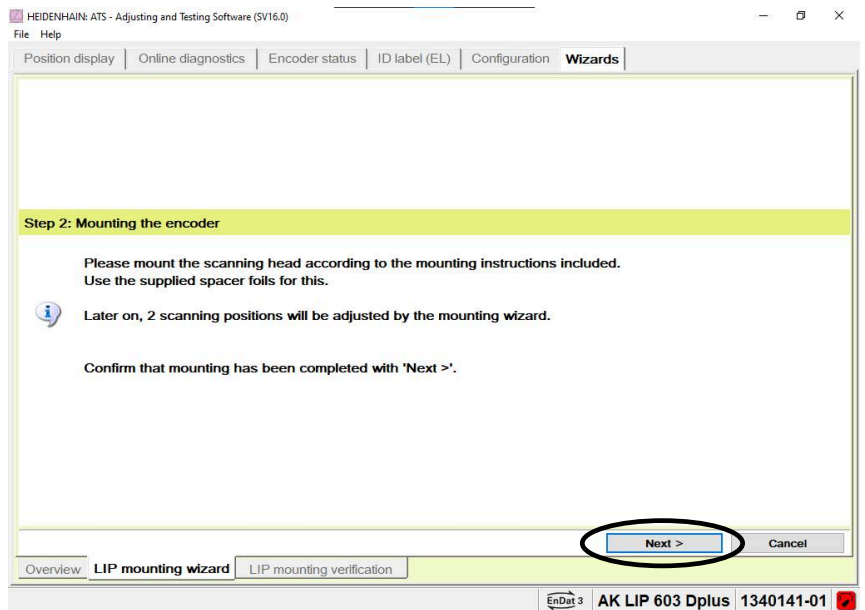 HEIDENHAIN: ATS - Adjusting and Testing Software (SV16.0)
File Help
Position display Online diagnostics Encoder status ID label (EL) Configuration Wizards
Step 2: Mounting the encoder
Please mount the scanning head according to the mounting instructions included.
Use the supplied spacer foils for this.
Later on, 2 scanning positions will be adjusted by the mounting wizard.
Confirm that mounting has been completed with 'Next >'.
Next > Cancel
Overview LIP mounting wizard LIP mounting verification
EnDat 3 AK LIP 603 Dplus 1340141-01